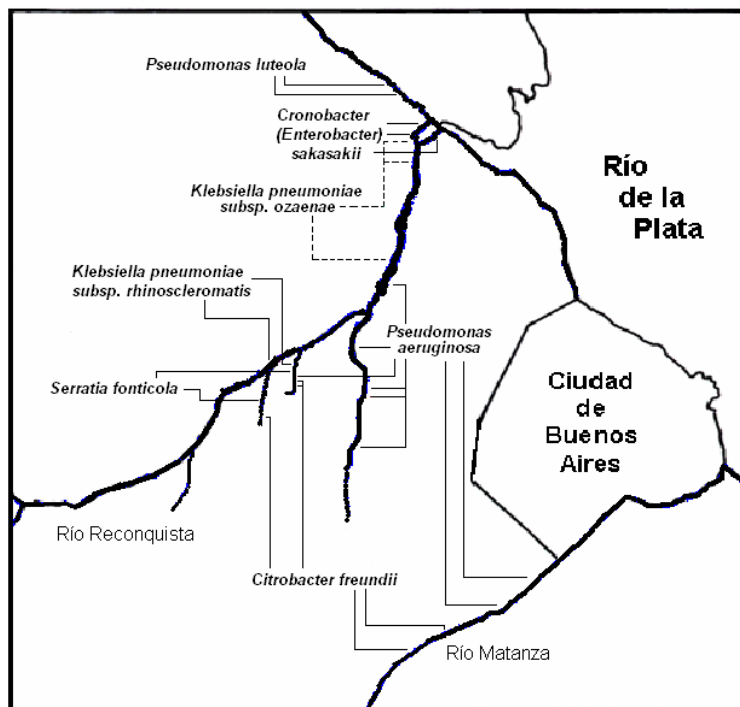 Pseudomonas luteola
Cronobacter
(Enterobacter)
sakasakii
Río
de la
Plata
Klebsiella pneumoniae
subsp. ozaenae
Klebsiella pneumoniae
subsp. rhinoscleromatis
Pseudomonas
aeruginosa
Serratia fonticola
Ciudad
de
Buenos
Aires
Río Reconquista
Citrobacter freundii
Río Matanza